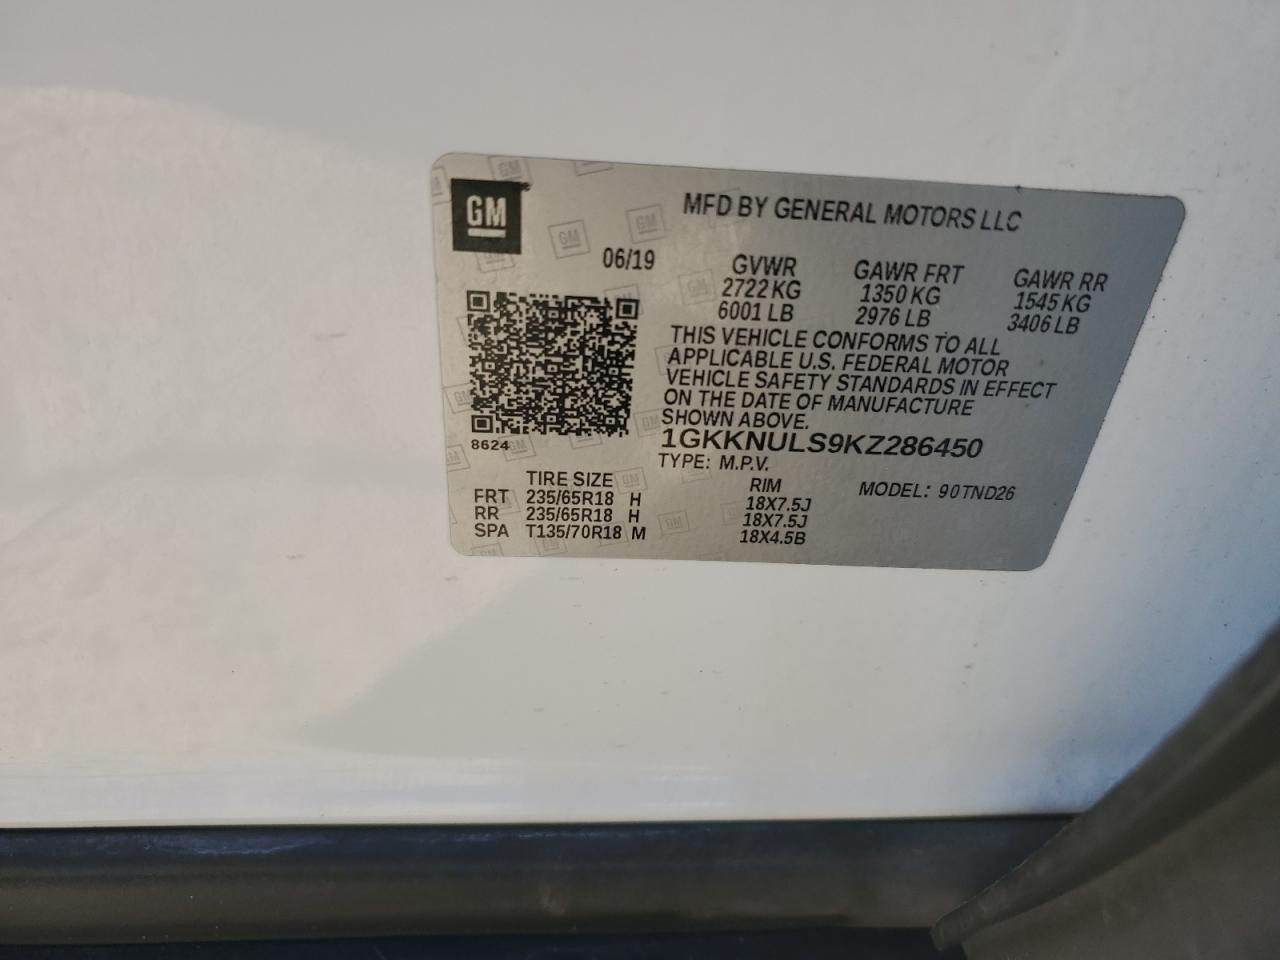 GM
MFD BY GENERAL MOTORS LLC
06/19
GVWR GAWR FRT GAWR RR
2722 KG 1350 KG 1545 KG
6001 LB 2976 LB 3406 LB
THIS VEHICLE CONFORMS TO ALL
APPLICABLE U.S. FEDERAL MOTOR
VEHICLE SAFETY STANDARDS IN EFFECT
ON THE DATE OF MANUFACTURE
SHOWN ABOVE.
8624
1GKKNULS9KZ286450
TYPE: M.P.V. MODEL: 90TND26
TIRE SIZE RIM
FRT 235/65R18 H 18X7.5J
RR 235/65R18 H 18X7.5J
SPA T135/70R18 M 18X4.5B